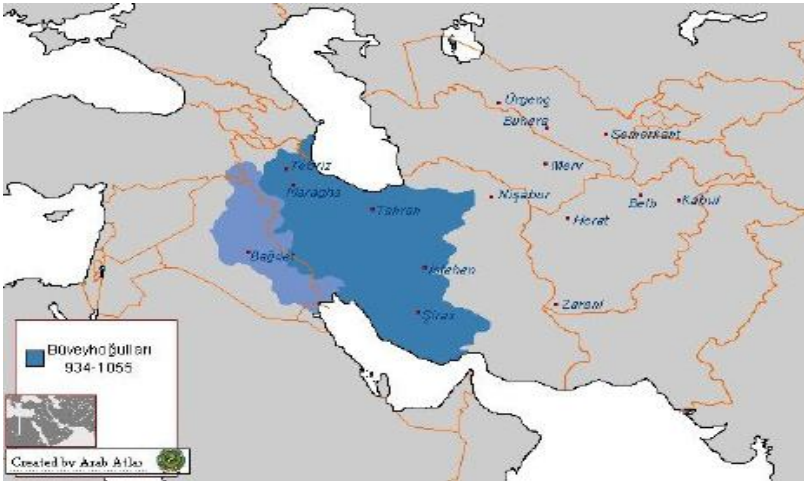 Ürgenç
Buhara
Semerkant
Merv
Tebriz
Maragha
Nişabur
Belh
Kabul
Tahran
Herat
Bağdat
İsfahan
Zaranj
Şiraz
Büveyhoğulları
934-1055
Created by Arab Atlas